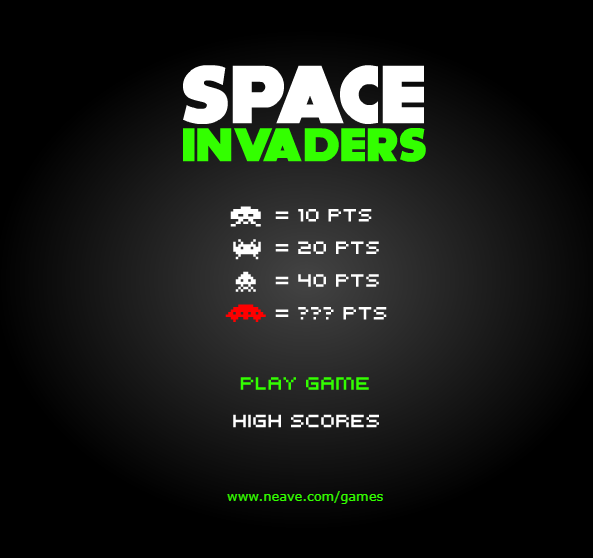 SPACE
INVADERS
= 10 PTS
= 20 PTS
= 40 PTS
= ??? PTS
PLAY GAME
HIGH SCORES
www.neave.com/games